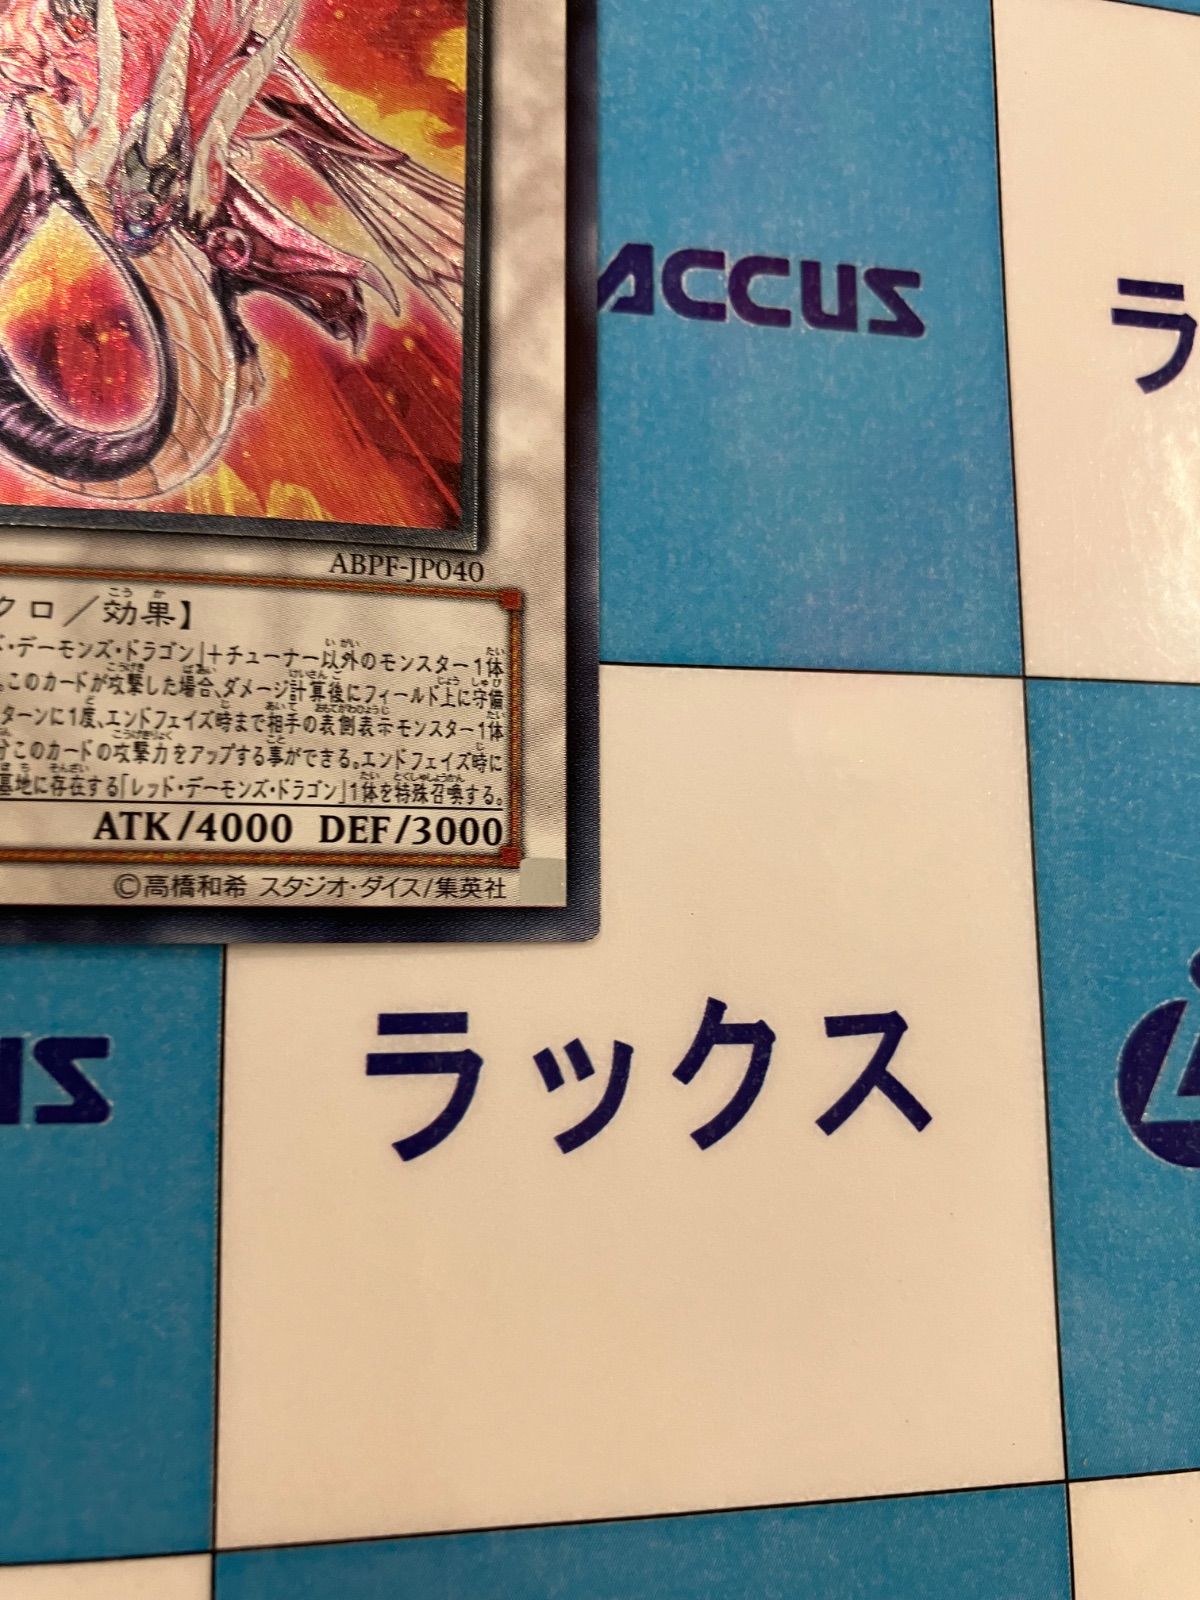 ACCUS
ラ
ABPF-JP040
クロ／効果】
・デーモンズ・ドラゴン」＋チューナー以外のモンスター1体
。このカードが攻撃した場合、ダメージ計算後にフィールド上に守備
ターンに1度、エンドフェイズ時まで相手の表側表示モンスター1体
分このカードの攻撃力をアップする事ができる。エンドフェイズ時に
墓地に存在する「レッド・デーモンズ・ドラゴン」1体を特殊召喚する。
ATK/4000 DEF/3000
©高橋和希 スタジオ・ダイス/集英社
ラックス
US